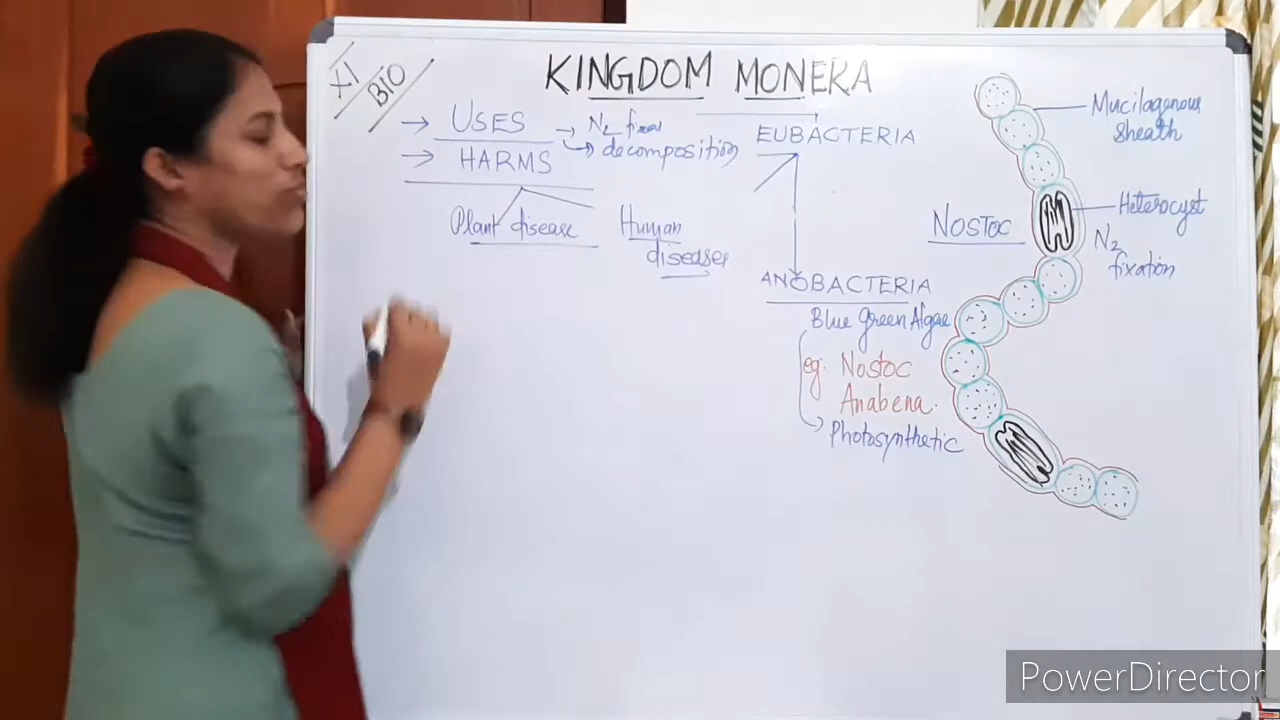 XI
BIO
KINGDOM MONERA
→ USES
→ N₂ fixed
→ decomposition
→ HARMS
Plant disease
Human
diseases
EUBACTERIA
ANOBACTERIA
Blue Green Algae
eg: Nostoc
Anabena.
→ Photosynthetic
NOSTOC
Mucilagenous
sheath
Heterocyst
N₂
fixation
PowerDirector